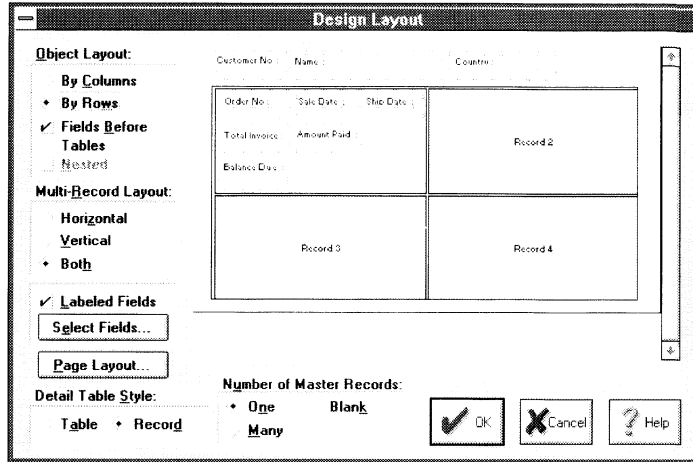 Design Layout
Object Layout:
By Columns
By Rows
Fields Before
Tables
Nested
Multi-Record Layout:
Horizontal
Vertical
Both
Labeled Fields
Select Fields...
Page Layout...
Detail Table Style:
Table Record
Customer No : Name : Country :
Order No : Sale Date : Ship Date :
Total Invoice : Amount Paid :
Balance Due :
Record 2
Record 3
Record 4
Number of Master Records:
One Blank
Many
OK
Cancel
Help